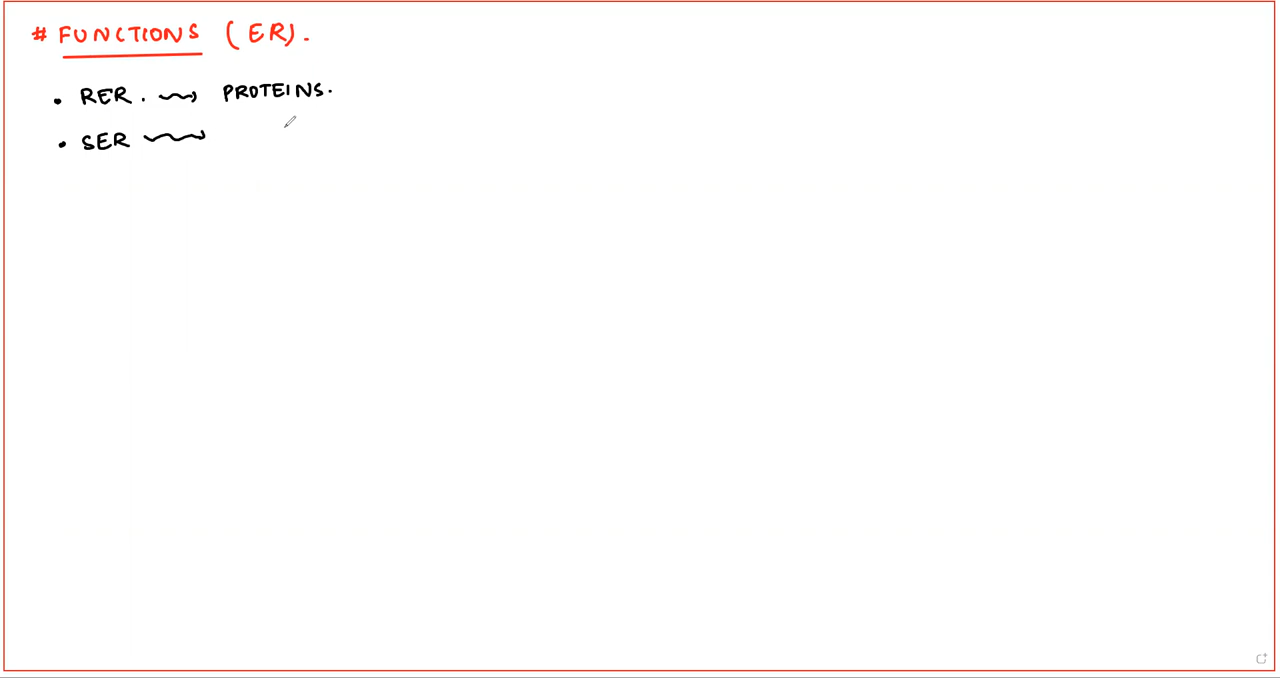 # FUNCTIONS (ER).
• RER. ⇝ PROTEINS.
• SER ⇝